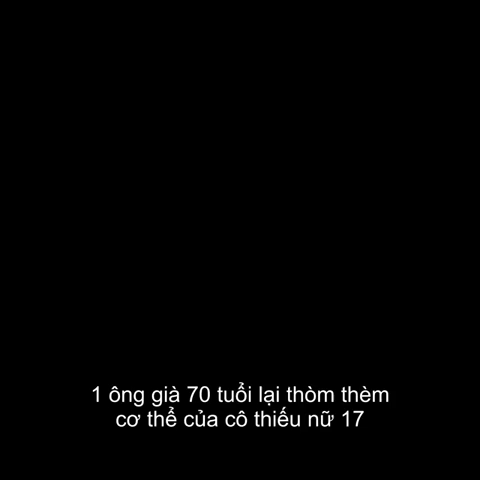 1 ông già 70 tuổi lại thòm thèm
cơ thể của cô thiếu nữ 17